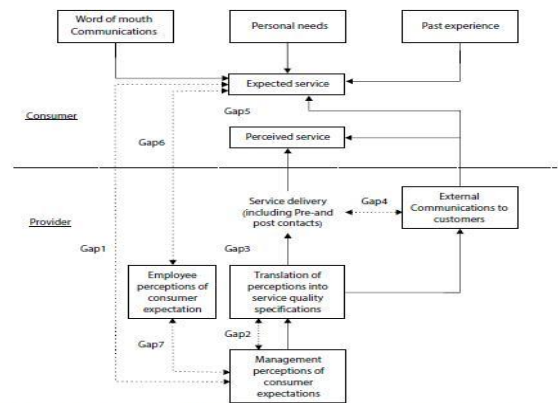 Word of mouth
Communications
Personal needs
Past experience
Expected service
Gap5
Consumer
Gap6
Perceived service
Service delivery
(including Pre-and
post contacts)
Gap4
External
Communications to
customers
Provider
Gap1
Gap3
Employee
perceptions of
consumer
expectation
Translation of
perceptions into
service quality
specifications
Gap7
Gap2
Management
perceptions of
consumer
expectations